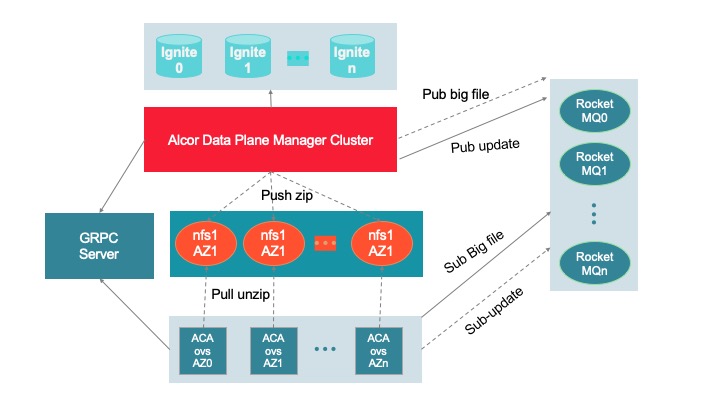 Ignite
0
Ignite
1
Ignite
n
Pub big file
Rocket
MQ0
Alcor Data Plane Manager Cluster
Pub update
Rocket
MQ1
Push zip
GRPC
Server
nfs1
AZ1
nfs1
AZ1
nfs1
AZ1
Sub Big file
Rocket
MQn
Pull unzip
Sub-update
ACA
ovs
AZ0
ACA
ovs
AZ1
ACA
ovs
AZn